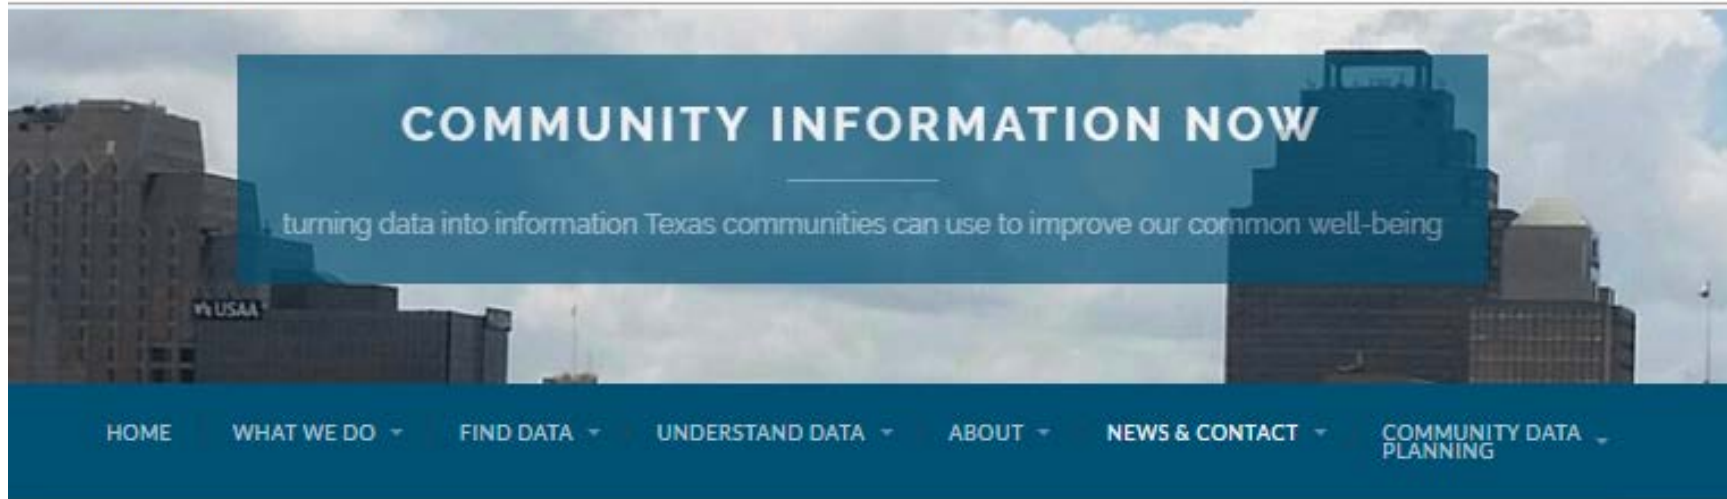 COMMUNITY INFORMATION NOW
turning data into information Texas communities can use to improve our common well-being
USAA
HOME
WHAT WE DO
FIND DATA
UNDERSTAND DATA
ABOUT
NEWS & CONTACT
COMMUNITY DATA
PLANNING